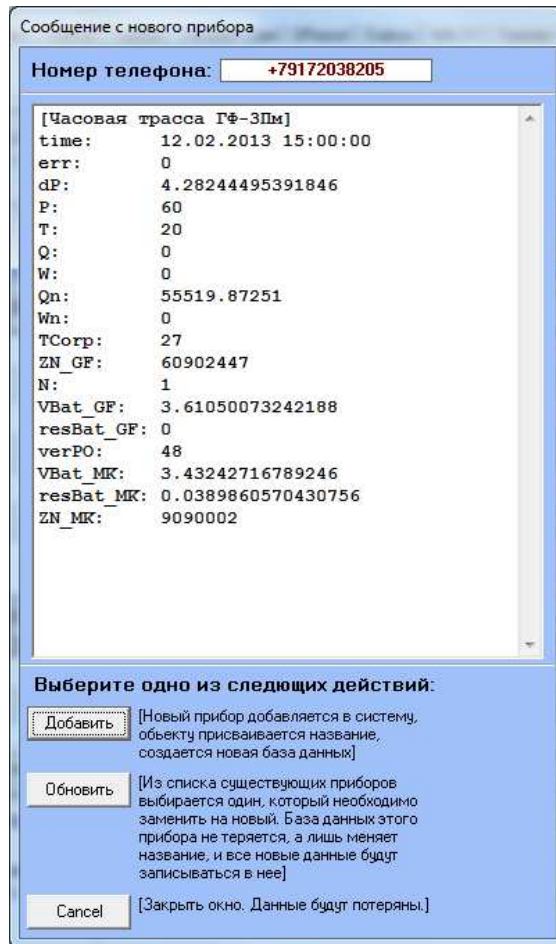 Сообщение с нового прибора
Номер телефона: +79172038205
[Часовая трасса ГФ-3Пм]
time: 12.02.2013 15:00:00
err: 0
dP: 4.28244495391846
P: 60
T: 20
Q: 0
W: 0
Qn: 55519.87251
Wn: 0
TCorp: 27
ZN_GF: 60902447
N: 1
VBat_GF: 3.61050073242188
resBat_GF: 0
verPO: 48
VBat_MK: 3.43242716789246
resBat_MK: 0.0389860570430756
ZN_MK: 9090002
Выберите одно из следющих действий:
Добавить [Новый прибор добавляется в систему,
обьекту присваивается название,
создается новая база данных]
Обновить [Из списка существующих приборов
выбирается один, который необходимо
заменить на новый. База данных этого
прибора не теряется, а лишь меняет
название, и все новые данные будут
записываться в нее]
Cancel [Закрыть окно. Данные будут потеряны.]